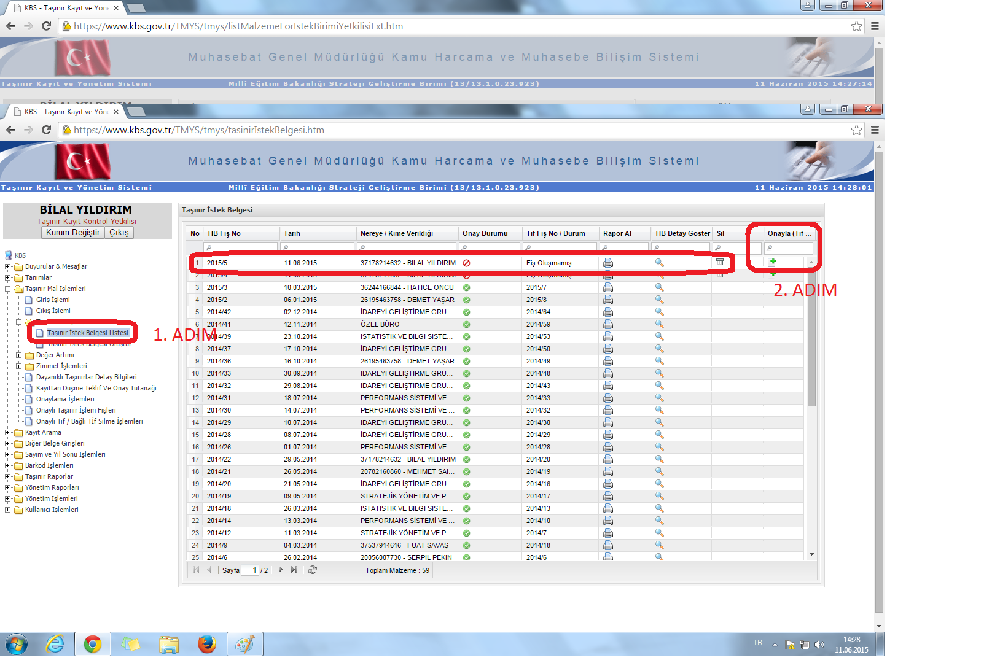 KBS - Taşınır Kayıt ve Yön
https://www.kbs.gov.tr/TMYS/tmys/listMalzemeForIstekBirimiYetkilisiExt.htm
Muhasebat Genel Müdürlüğü Kamu Harcama ve Muhasebe Bilişim Sistemi
Taşınır Kayıt ve Yönetim Sistemi Millî Eğitim Bakanlığı Strateji Geliştirme Birimi (13/13.1.0.23.923) 11 Haziran 2015 14:27:14
KBS - Taşınır Kayıt ve Yön
https://www.kbs.gov.tr/TMYS/tmys/tasinirIstekBelgesi.htm
Muhasebat Genel Müdürlüğü Kamu Harcama ve Muhasebe Bilişim Sistemi
Taşınır Kayıt ve Yönetim Sistemi Millî Eğitim Bakanlığı Strateji Geliştirme Birimi (13/13.1.0.23.923) 11 Haziran 2015 14:28:01
BİLAL YILDIRIM
Taşınır Kayıt Kontrol Yetkilisi
Kurum Değiştir Çıkış
KBS
Duyurular & Mesajlar
Tanımlar
Taşınır Mal İşlemleri
Giriş İşlemi
Çıkış İşlemi
Taşınır İstek Belgesi Listesi
1. ADIM
Taşınır İstek Belgesi Oluştur
Değer Artımı
Zimmet İşlemleri
Dayanıklı Taşınırlar Detay Bilgileri
Kayıttan Düşme Teklif Ve Onay Tutanağı
Onaylama İşlemleri
Onaylı Taşınır İşlem Fişleri
Onaylı Tif / Bağlı Tİf Silme İşlemleri
Kayıt Arama
Diğer Belge Girişleri
Sayım ve Yıl Sonu İşlemleri
Barkod İşlemleri
Taşınır Raporlar
Yönetim Raporları
Yönetim İşlemleri
Kullanıcı İşlemleri
Taşınır İstek Belgesi
No TIB Fiş No Tarih Nereye / Kime Verildiği Onay Durumu Tif Fiş No / Durum Rapor Al TIB Detay Göster Sil Onayla (Tif ...
1 2015/5 11.06.2015 37178214632 - BILAL YILDIRIM Fiş Oluşmamış
2 2015/4 11.06.2015 37178214632 - BILAL YILDIRIM Fiş Oluşmamış
2. ADIM
3 2015/3 10.03.2015 36244166844 - HATICE ÖNCÜ 2015/7
4 2015/2 06.01.2015 26195463758 - DEMET YAŞAR 2015/8
5 2014/42 02.12.2014 İDAREYİ GELİŞTİRME GRU... 2014/64
6 2014/41 12.11.2014 ÖZEL BÜRO 2014/59
7 2014/39 23.10.2014 İSTATİSTİK VE BİLGİ SİSTE... 2014/53
8 2014/37 17.10.2014 İDAREYİ GELİŞTİRME GRU... 2014/50
9 2014/36 16.10.2014 26195463758 - DEMET YAŞAR 2014/49
10 2014/33 30.09.2014 İDAREYİ GELİŞTİRME GRU... 2014/48
11 2014/32 29.08.2014 İDAREYİ GELİŞTİRME GRU... 2014/43
12 2014/31 18.07.2014 PERFORMANS SİSTEMİ VE ... 2014/33
13 2014/30 14.07.2014 PERFORMANS SİSTEMİ VE ... 2014/32
14 2014/29 10.07.2014 İDAREYİ GELİŞTİRME GRU... 2014/30
15 2014/28 08.07.2014 İDAREYİ GELİŞTİRME GRU... 2014/29
16 2014/26 01.07.2014 PERFORMANS SİSTEMİ VE ... 2014/28
17 2014/22 29.05.2014 37178214632 - BILAL YILDIRIM 2014/20
18 2014/21 26.05.2014 20782160860 - MEHMET SAI... 2014/19
19 2014/20 21.05.2014 İDAREYİ GELİŞTİRME GRU... 2014/16
20 2014/19 09.05.2014 STRATEJİK YÖNETİM VE P... 2014/17
21 2014/18 26.03.2014 İSTATİSTİK VE BİLGİ SİSTE... 2014/13
22 2014/14 13.03.2014 PERFORMANS SİSTEMİ VE ... 2014/10
23 2014/12 11.03.2014 STRATEJİK YÖNETİM VE P... 2014/7
24 2014/9 04.03.2014 37537914616 - FUAT SAVAŞ 2014/18
25 2014/6 26.02.2014 20056007730 - SERPIL PEKIN 2014/6
Sayfa 1 / 2 Toplam Malzeme : 59
TR
14:28
11.06.2015